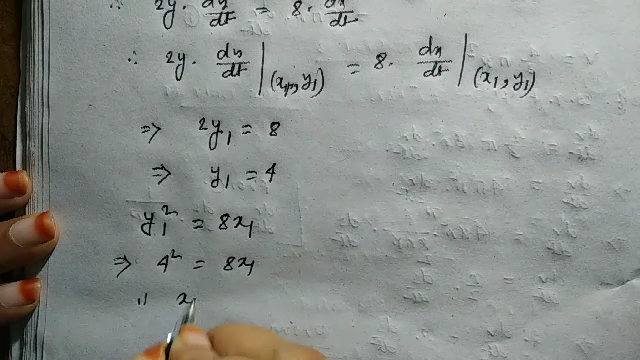 ∴ 2y. dx/dt = 8. dx/dt
∴ 2y. dx/dt |(x₁, y₁) = 8. dx/dt |(x₁, y₁)
⇒ 2y₁ = 8
⇒ y₁ = 4
y₁² = 8x₁
⇒ 4² = 8x₁
" x